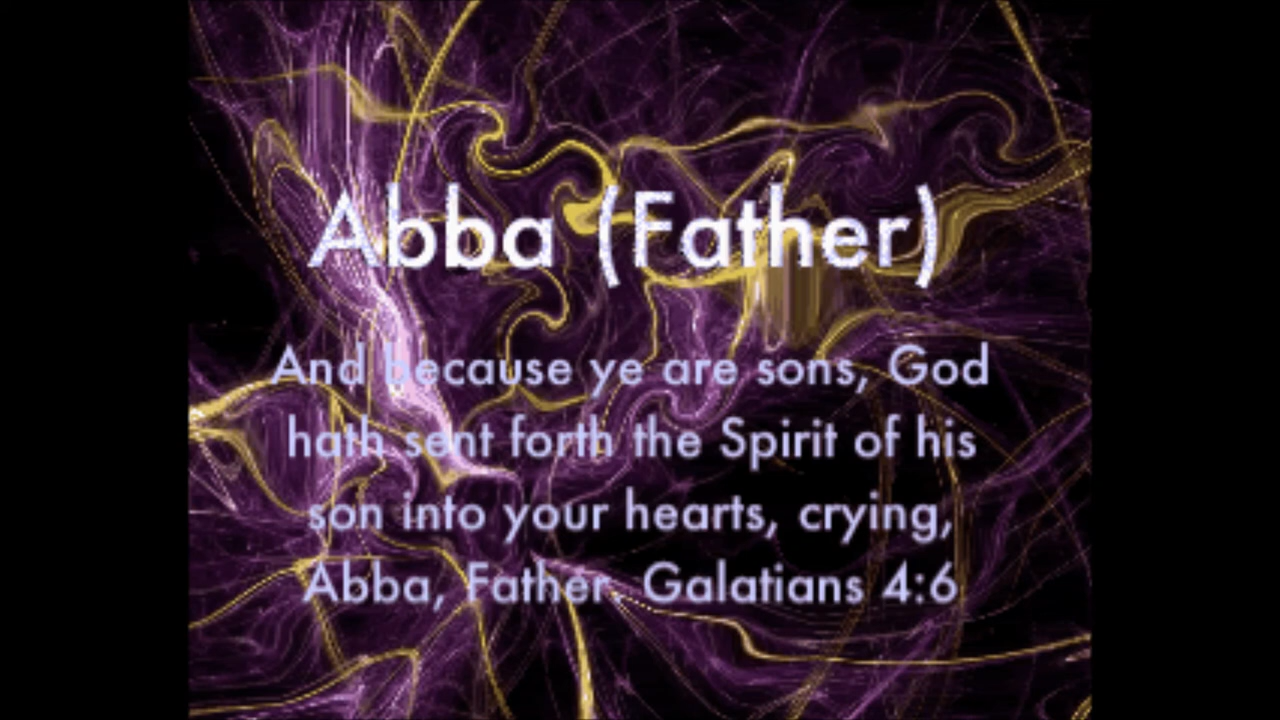 Abba (Father)
And because ye are sons, God
hath sent forth the Spirit of his
son into your hearts, crying,
Abba, Father. Galatians 4:6